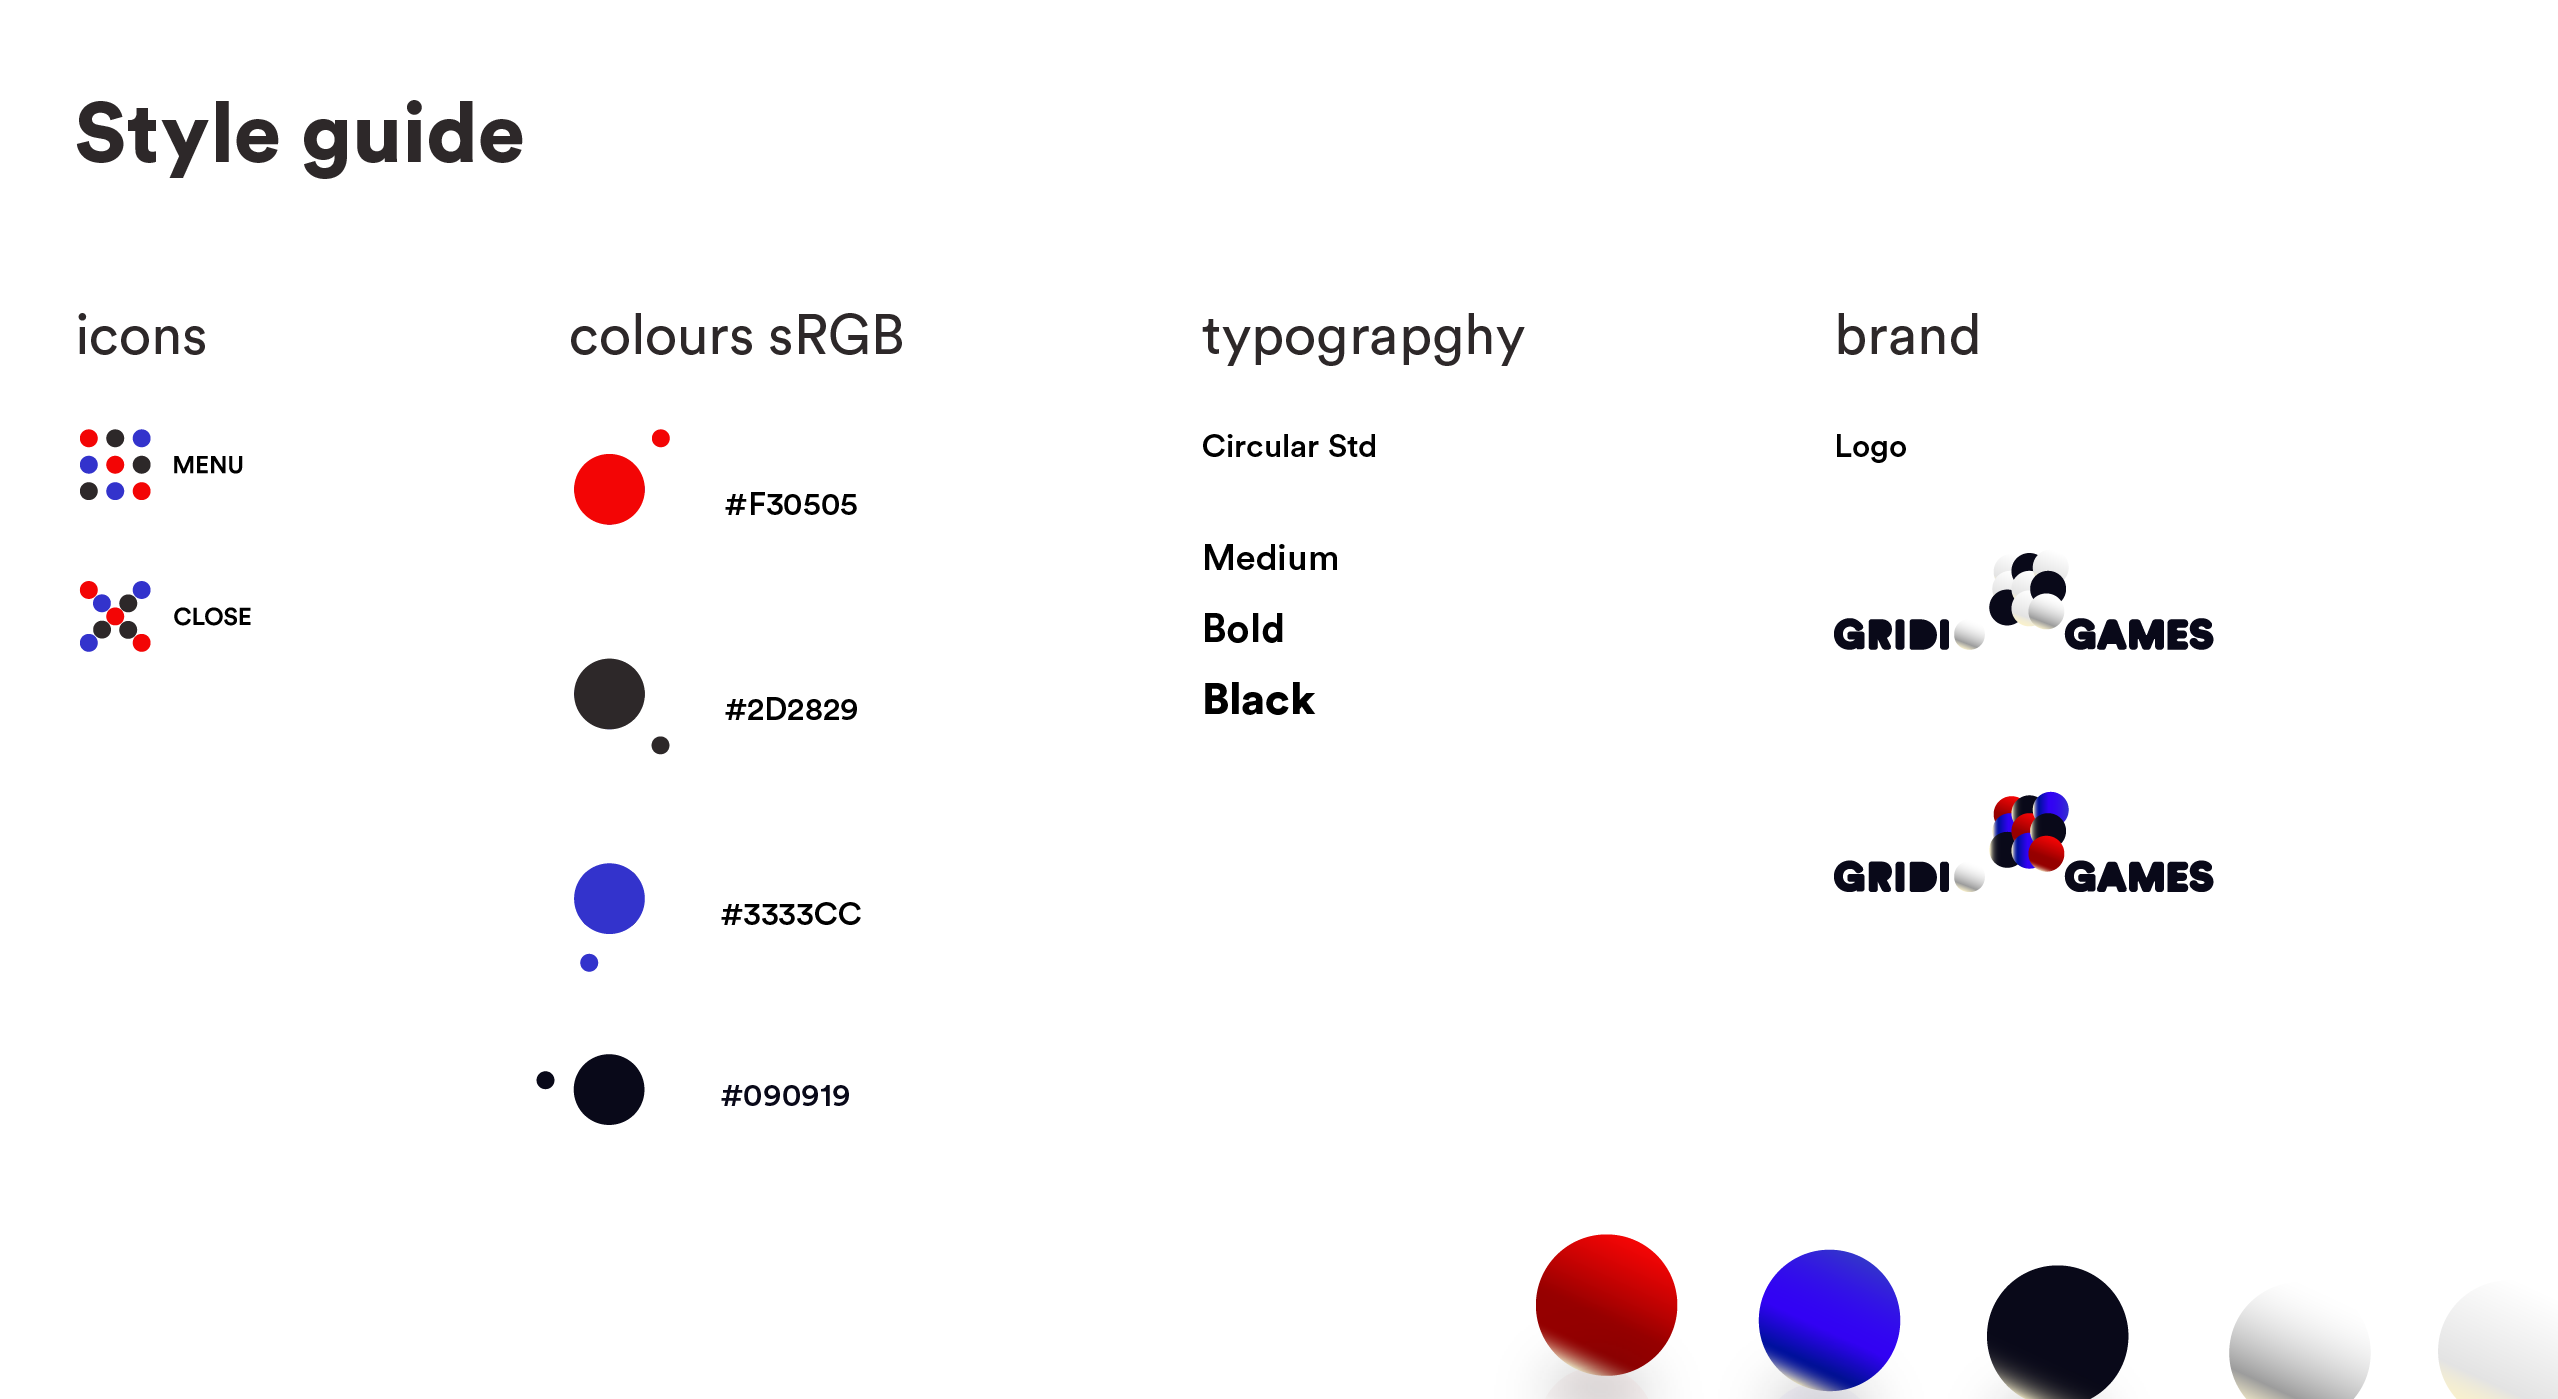 Style guide
icons
MENU
CLOSE
colours sRGB
#F30505
#2D2829
#3333CC
#090919
typograpghy
Circular Std
Medium
Bold
Black
brand
Logo
GRIDI GAMES
GRIDI GAMES